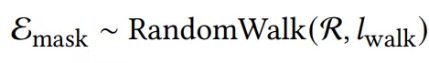 ℰ_mask ∼ RandomWalk(ℛ, l_walk)